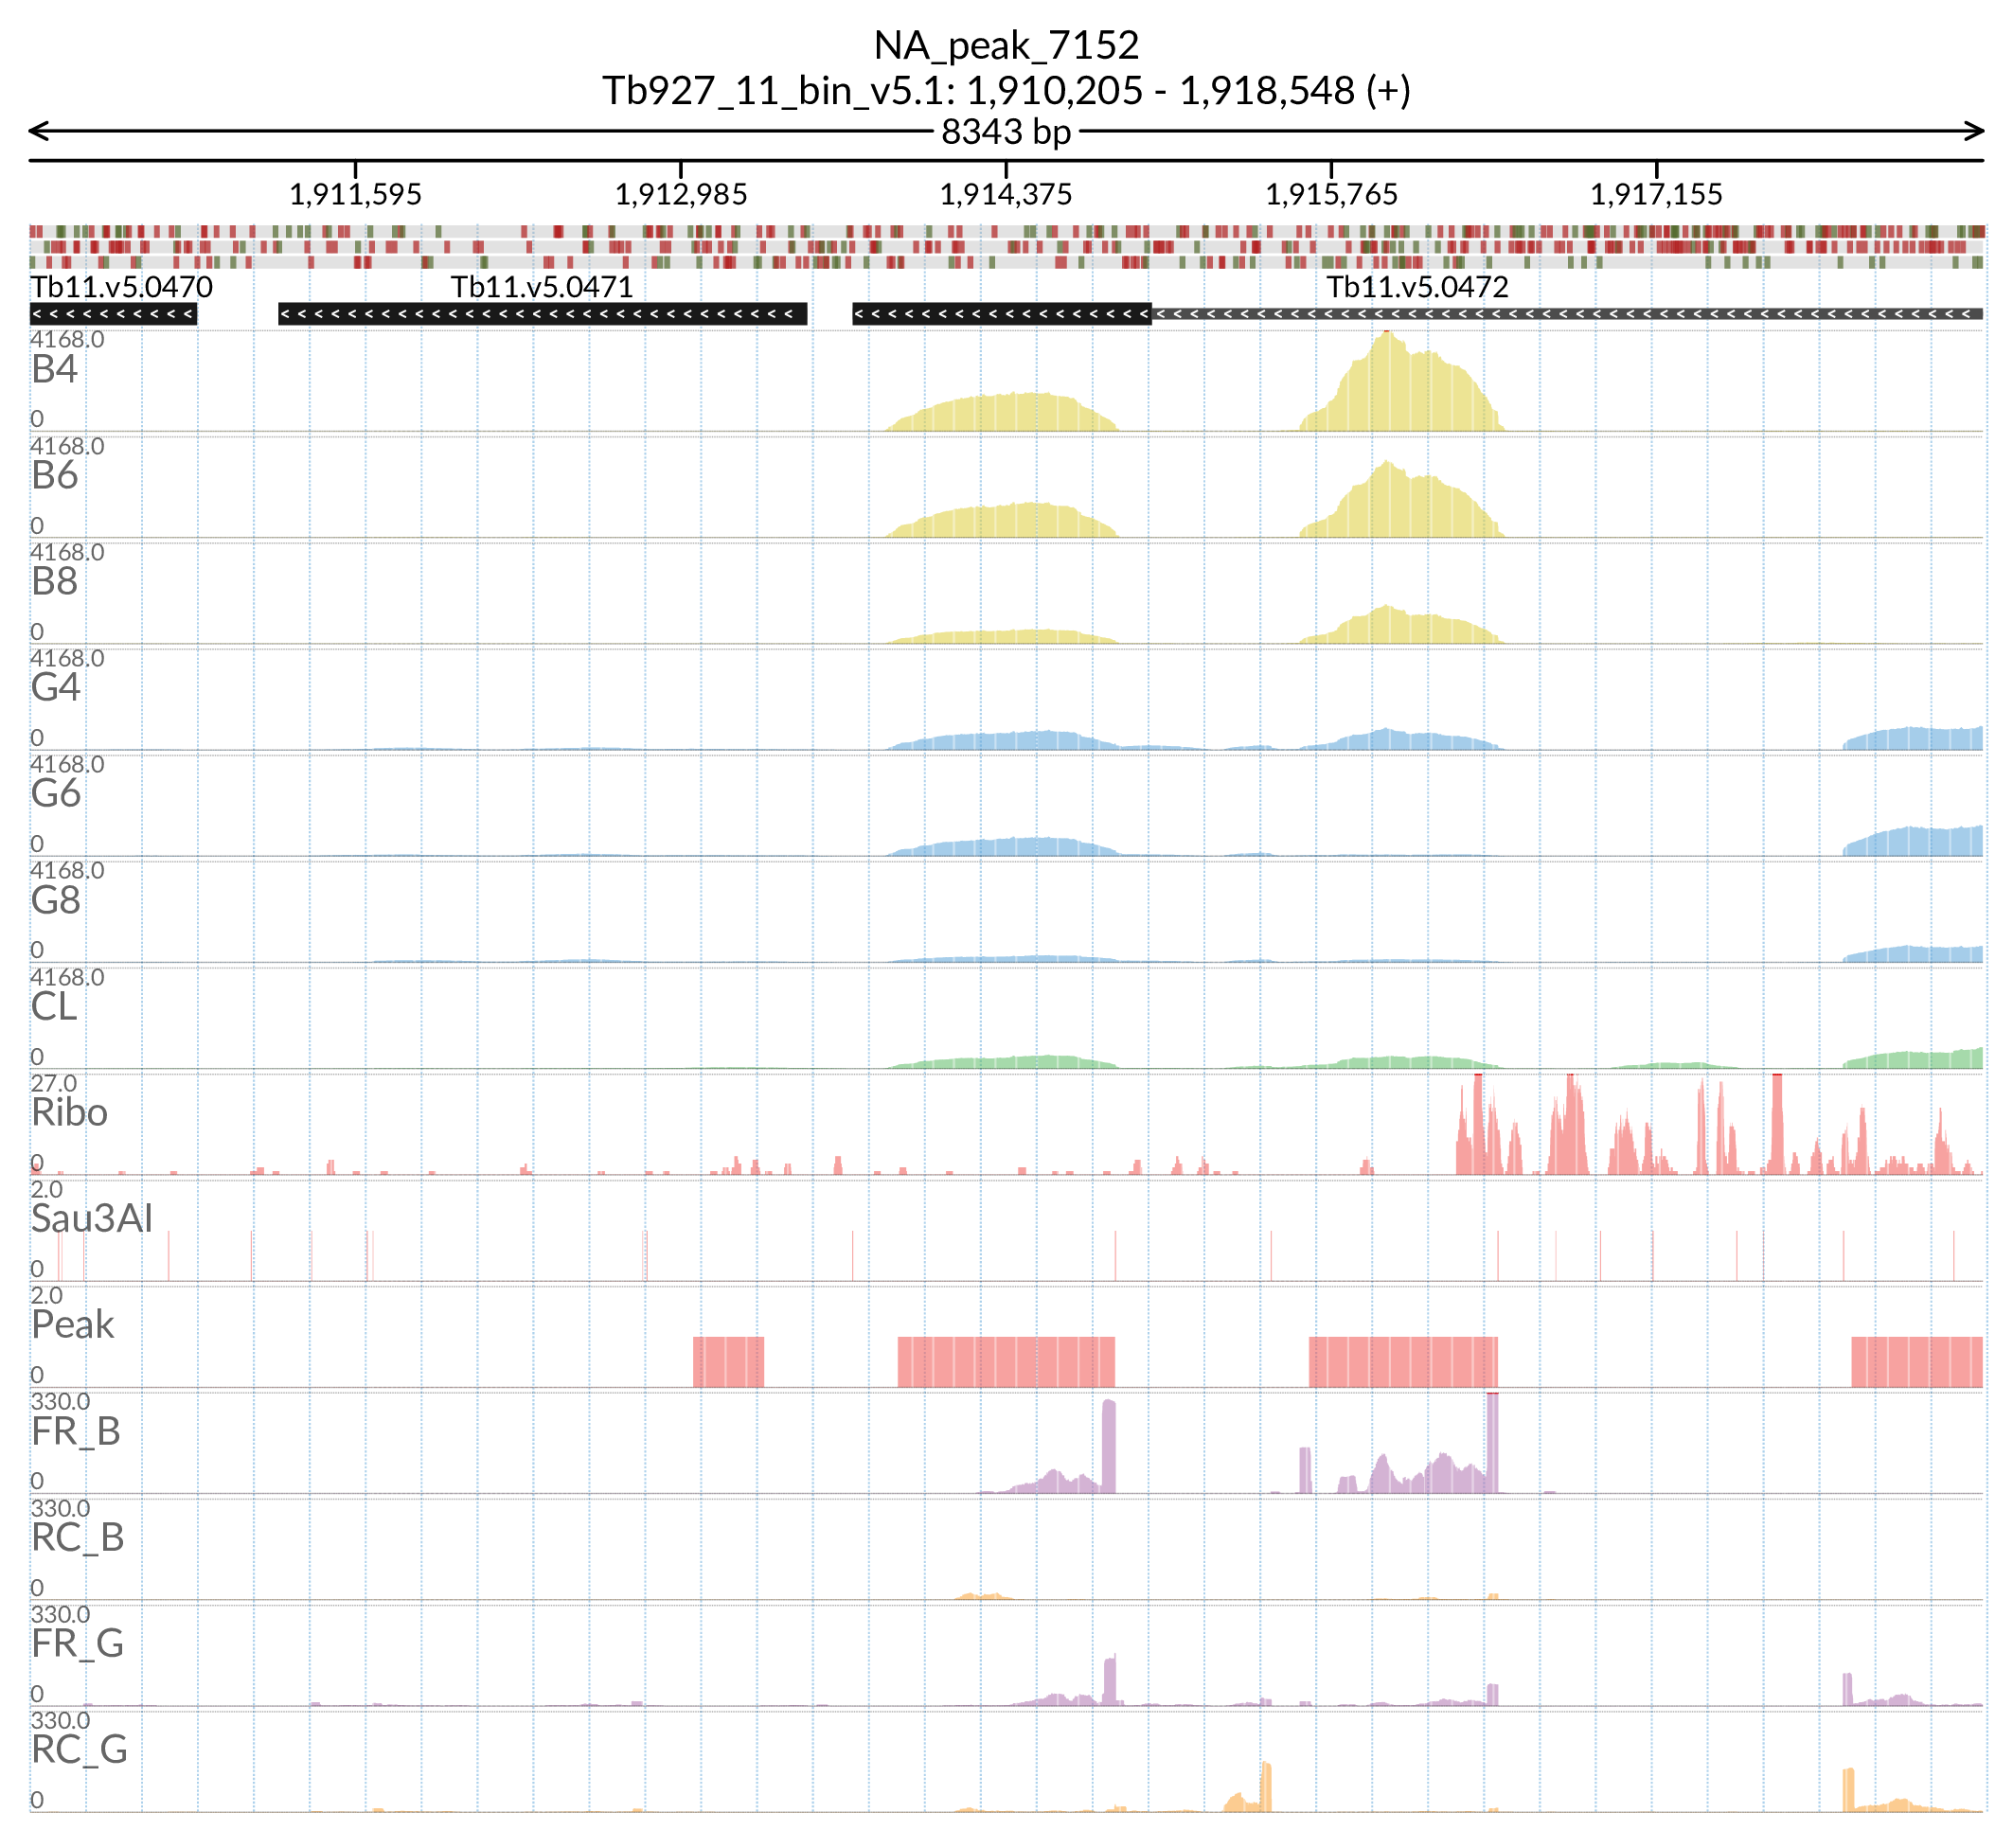 NA_peak_7152
Tb927_11_bin_v5.1: 1,910,205 - 1,918,548 (+)
8343 bp
1,911,595 1,912,985 1,914,375 1,915,765 1,917,155
Tb11.v5.0470 Tb11.v5.0471 Tb11.v5.0472
4168.0
B4
0
4168.0
B6
0
4168.0
B8
0
4168.0
G4
0
4168.0
G6
0
4168.0
G8
0
4168.0
CL
0
27.0
Ribo
0
2.0
Sau3AI
0
2.0
Peak
0
330.0
FR_B
0
330.0
RC_B
0
330.0
FR_G
0
330.0
RC_G
0